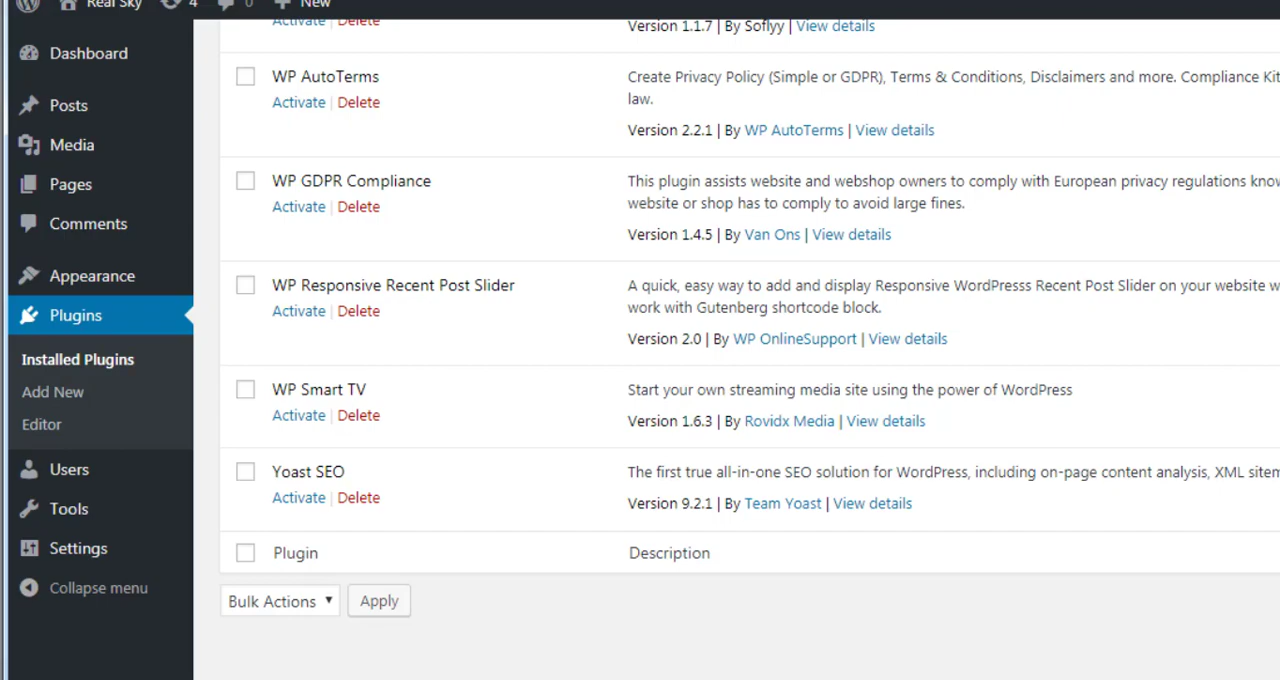 Real Sky 4 0 New
Dashboard
Posts
Media
Pages
Comments
Appearance
Plugins
Installed Plugins
Add New
Editor
Users
Tools
Settings
Collapse menu
Activate | Delete
Version 1.1.7 | By Soflyy | View details
WP AutoTerms
Activate | Delete
Create Privacy Policy (Simple or GDPR), Terms & Conditions, Disclaimers and more. Compliance Kit
law.
Version 2.2.1 | By WP AutoTerms | View details
WP GDPR Compliance
Activate | Delete
This plugin assists website and webshop owners to comply with European privacy regulations know
website or shop has to comply to avoid large fines.
Version 1.4.5 | By Van Ons | View details
WP Responsive Recent Post Slider
Activate | Delete
A quick, easy way to add and display Responsive WordPresss Recent Post Slider on your website w
work with Gutenberg shortcode block.
Version 2.0 | By WP OnlineSupport | View details
WP Smart TV
Activate | Delete
Start your own streaming media site using the power of WordPress
Version 1.6.3 | By Rovidx Media | View details
Yoast SEO
Activate | Delete
The first true all-in-one SEO solution for WordPress, including on-page content analysis, XML sitem
Version 9.2.1 | By Team Yoast | View details
Plugin Description
Bulk Actions Apply